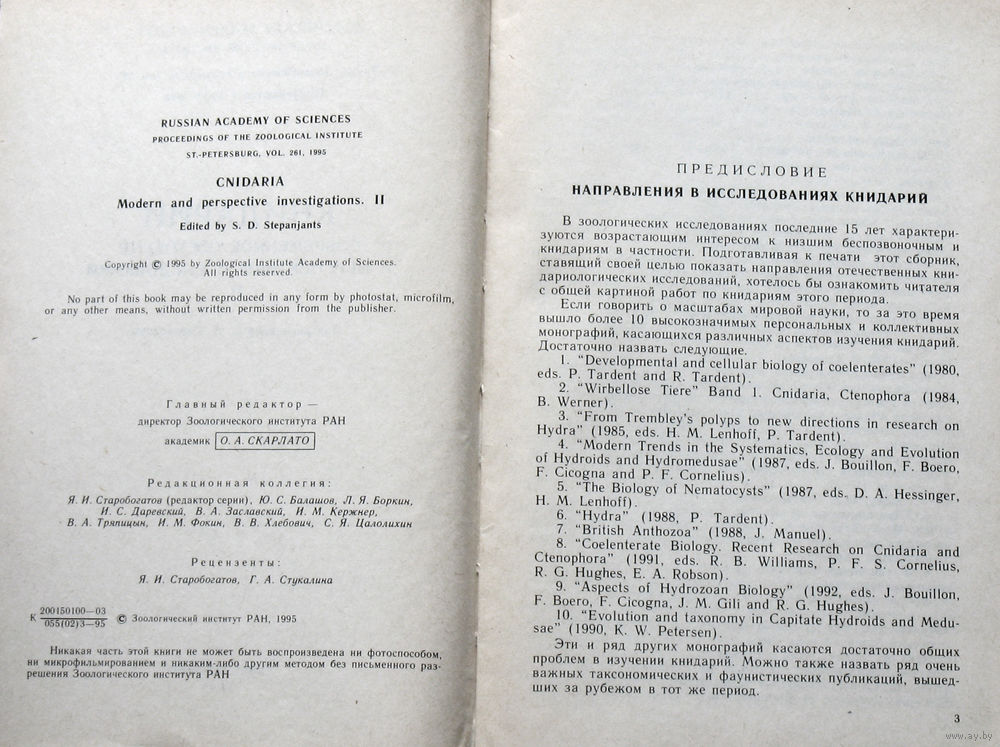 RUSSIAN ACADEMY OF SCIENCES
PROCEEDINGS OF THE ZOOLOGICAL INSTITUTE
ST.-PETERSBURG, VOL. 261, 1995
CNIDARIA
Modern and perspective investigations. II
Edited by S. D. Stepanjants
Copyright © 1995 by Zoological Institute Academy of Sciences.
All rights reserved.
No part of this book may be reproduced in any form by photostat, microfilm,
or any other means, without written permission from the publisher.
Главный редактор —
директор Зоологического института РАН
академик О. А. СКАРЛАТО
Редакционная коллегия:
Я. И. Старобогатов (редактор серии), Ю. С. Балашов, Л. Я. Боркин,
И. С. Даревский, В. А. Заславский, И. М. Кержнер,
В. А. Тряпицын, И. М. Фокин, В. В. Хлебович, С. Я. Цалолихин
Рецензенты:
Я. И. Старобогатов, Г. А. Стукалина
К 200150100—03
055(02)3—95
© Зоологический институт РАН, 1995
Никакая часть этой книги не может быть воспроизведена ни фотоспособом,
ни микрофильмированием и никаким-либо другим методом без письменного раз-
решения Зоологического института РАН
ПРЕДИСЛОВИЕ
НАПРАВЛЕНИЯ В ИССЛЕДОВАНИЯХ КНИДАРИЙ
В зоологических исследованиях последние 15 лет характери-
зуются возрастающим интересом к низшим беспозвоночным и
книдариям в частности. Подготавливая к печати этот сборник,
ставящий своей целью показать направления отечественных кни-
дариологических исследований, хотелось бы ознакомить читателя
с общей картиной работ по книдариям этого периода.
Если говорить о масштабах мировой науки, то за это время
вышло более 10 высокозначимых персональных и коллективных
монографий, касающихся различных аспектов изучения книдарий.
Достаточно назвать следующие.
1. “Developmental and cellular biology of coelenterates” (1980,
eds. P. Tardent and R. Tardent).
2. “Wirbellose Tiere” Band 1. Cnidaria, Ctenophora (1984,
B. Werner).
3. “From Trembley's polyps to new directions in research on
Hydra” (1985, eds. H. M. Lenhoff, P. Tardent).
4. “Modern Trends in the Systematics, Ecology and Evolution
of Hydroids and Hydromedusae” (1987, eds. J. Bouillon, F. Boero,
F. Cicogna and P. F. Cornelius).
5. “The Biology of Nematocysts” (1987, eds. D. A. Hessinger,
H. M. Lenhoff).
6. “Hydra” (1988, P. Tardent).
7. “British Anthozoa” (1988, J. Manuel).
8. “Coelenterate Biology. Recent Research on Cnidaria and
Ctenophora” (1991, eds. R. B. Williams, P. F. S. Cornelius,
R. G. Hughes, E. A. Robson).
9. “Aspects of Hydrozoan Biology” (1992, eds. J. Bouillon,
F. Boero, F. Cicogna, J. M. Gili and R. G. Hughes).
10. “Evolution and taxonomy in Capitate Hydroids and Medu-
sae” (1990, K. W. Petersen).
Эти и ряд других монографий касаются достаточно общих
проблем в изучении книдарий. Можно также назвать ряд очень
важных таксономических и фаунистических публикаций, вышед-
ших за рубежом в тот же период.
3
www.ay.by